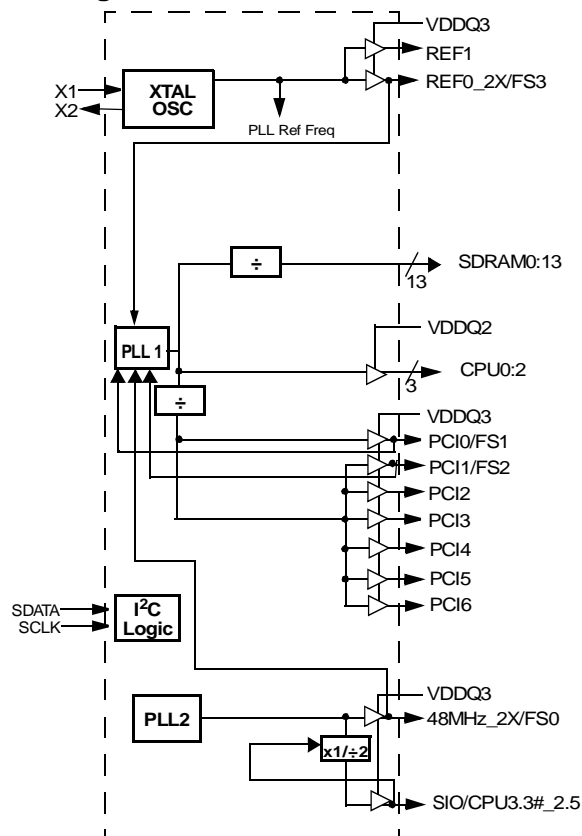 VDDQ3
REF1
REF0_2X/FS3
X1
X2
XTAL
OSC
PLL Ref Freq
÷
SDRAM0:13
13
PLL 1
VDDQ2
CPU0:2
3
÷
VDDQ3
PCI0/FS1
PCI1/FS2
PCI2
PCI3
PCI4
PCI5
PCI6
SDATA
SCLK
I²C
Logic
VDDQ3
PLL2
48MHz_2X/FS0
x1/÷2
SIO/CPU3.3#_2.5